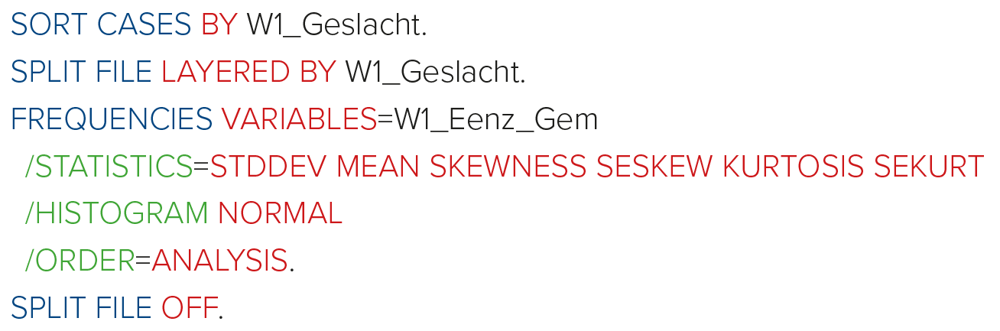 SORT CASES BY W1_Geslacht.
SPLIT FILE LAYERED BY W1_Geslacht.
FREQUENCIES VARIABLES=W1_Eenz_Gem
/STATISTICS=STDDEV MEAN SKEWNESS SESKEW KURTOSIS SEKURT
/HISTOGRAM NORMAL
/ORDER=ANALYSIS.
SPLIT FILE OFF.